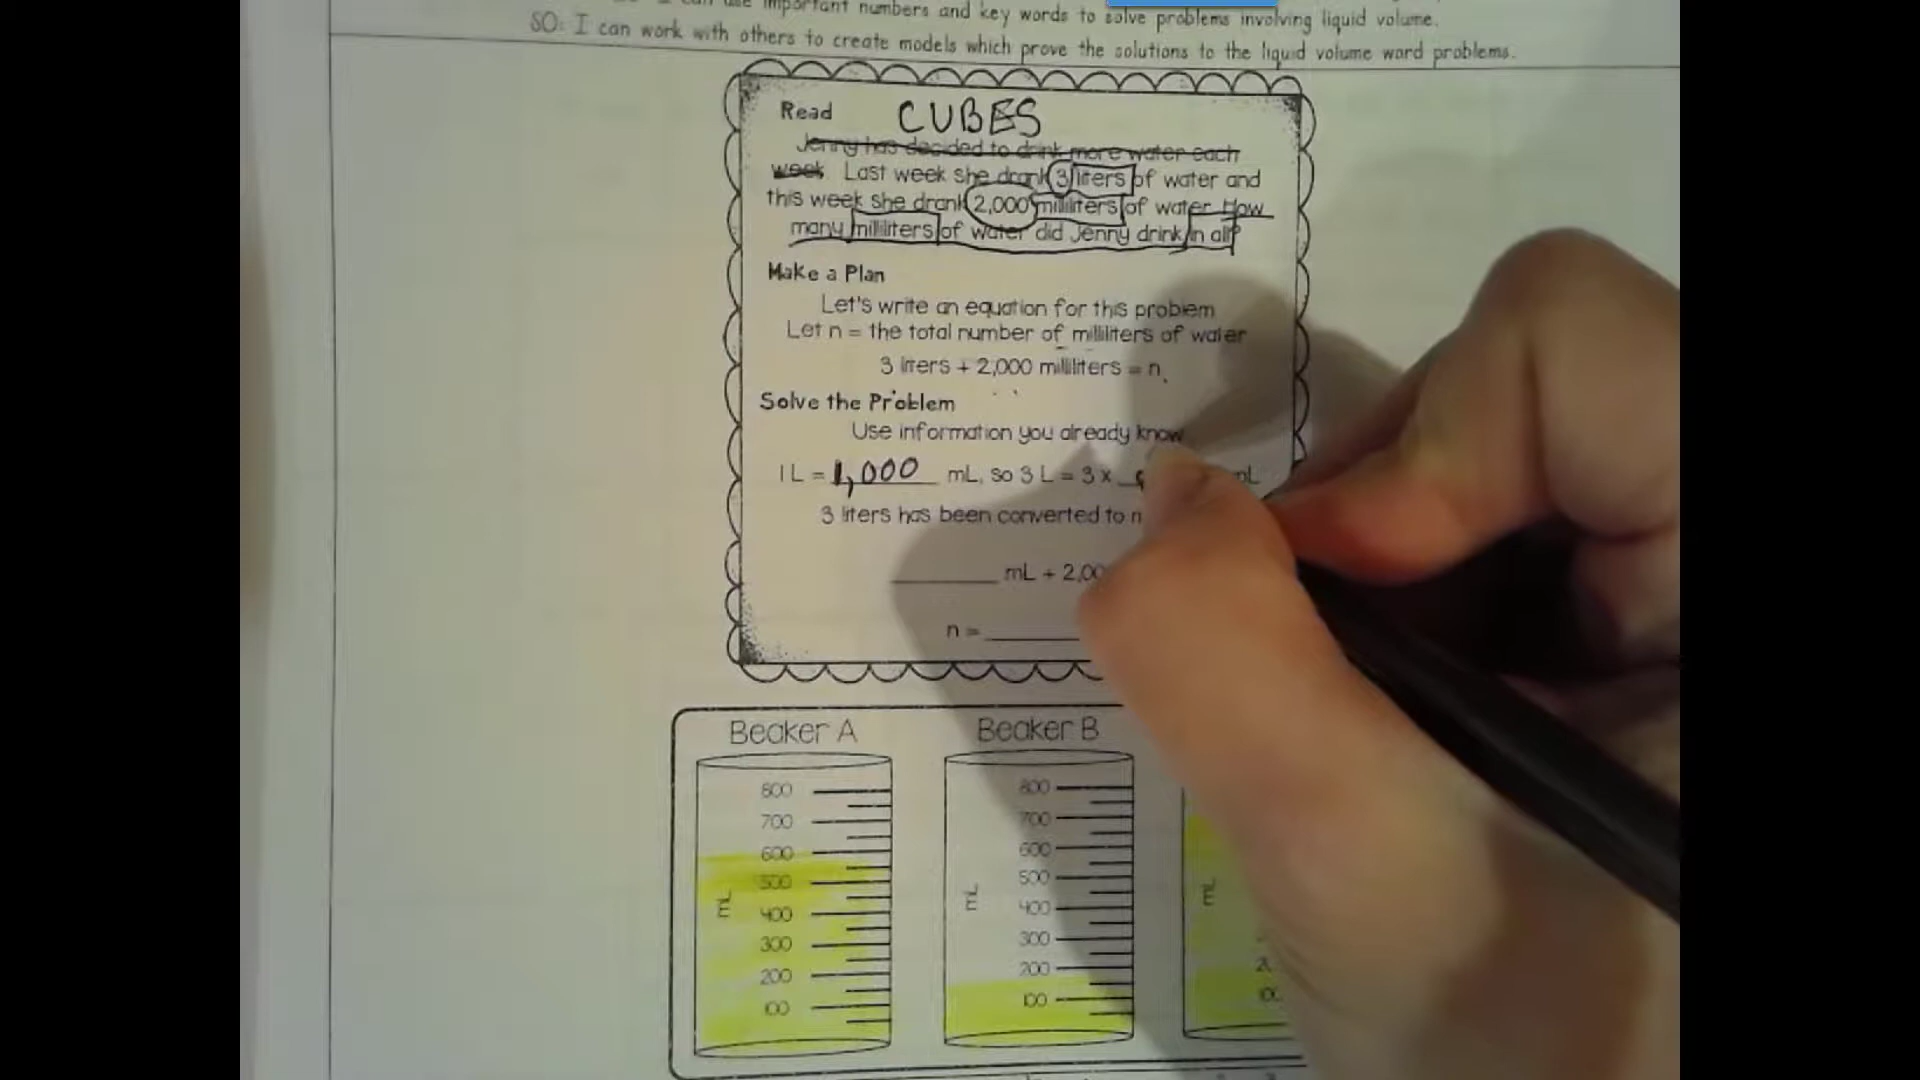 I can use important numbers and key words to solve problems involving liquid volume.
SO: I can work with others to create models which prove the solutions to the liquid volume word problems.
Read CUBES
Jenny has decided to drink more water each
week. Last week she drank 3 liters of water and
this week she drank 2,000 milliliters of water. How
many milliliters of water did Jenny drink in all?
Make a Plan
Let's write an equation for this problem
Let n = the total number of milliliters of water
3 liters + 2,000 milliliters = n
Solve the Problem
Use information you already know
1 L = 1,000 mL, so 3 L = 3 x mL
3 liters has been converted to
mL + 2,00
n =
Beaker A Beaker B
800 800
700 700
600 600
500 500
mL mL mL
400 400
300 300
200 200
100 100